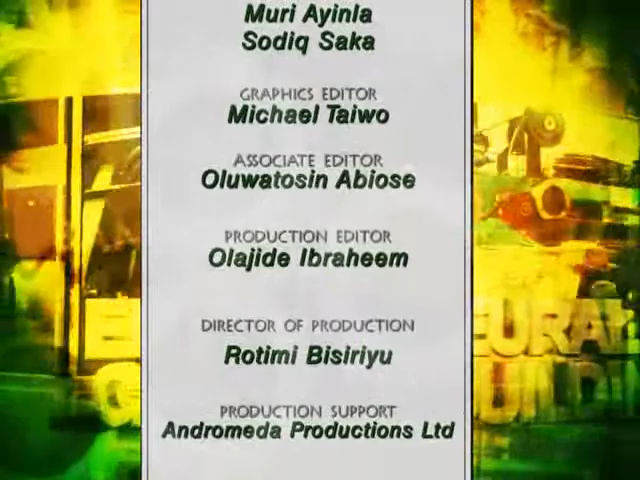 Muri Ayinla
Sodiq Saka
GRAPHICS EDITOR
Michael Taiwo
ASSOCIATE EDITOR
Oluwatosin Abiose
PRODUCTION EDITOR
Olajide Ibraheem
DIRECTOR OF PRODUCTION
Rotimi Bisiriyu
PRODUCTION SUPPORT
Andromeda Productions Ltd